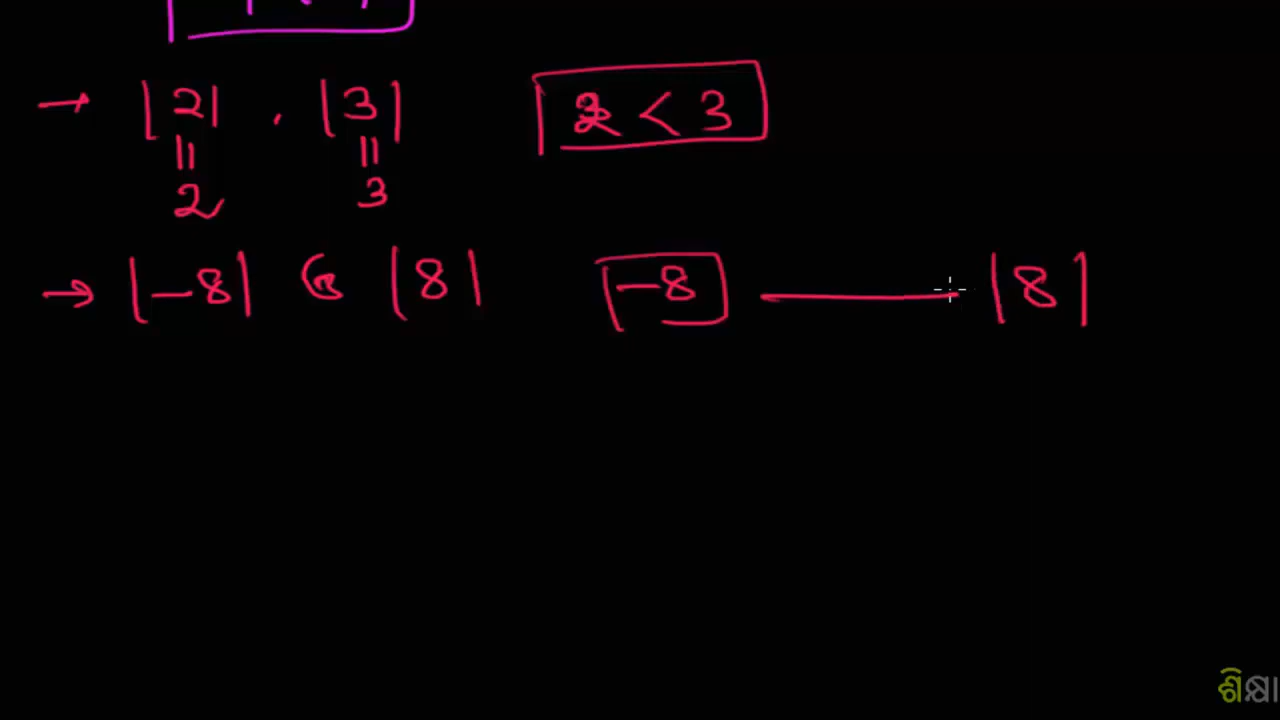 → |2| . |3| 2 < 3
= =
2 3
→ |-8| ଓ |8| |-8| |8|
ଶିକ୍ଷା